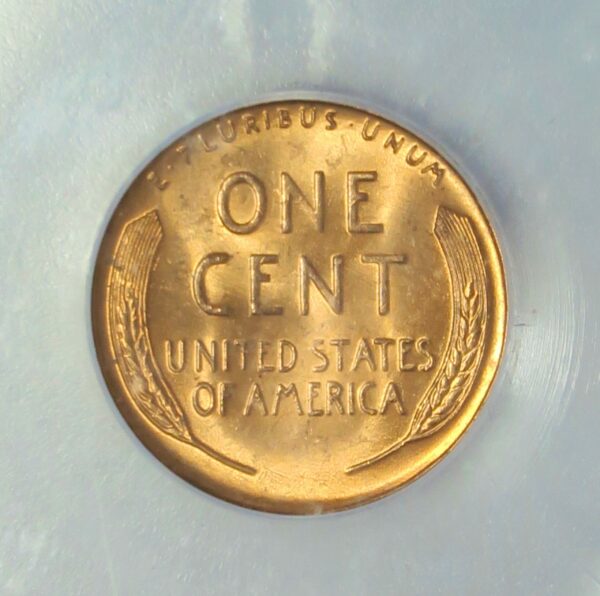 E · PLURIBUS · UNUM
ONE
CENT
UNITED STATES
OF AMERICA